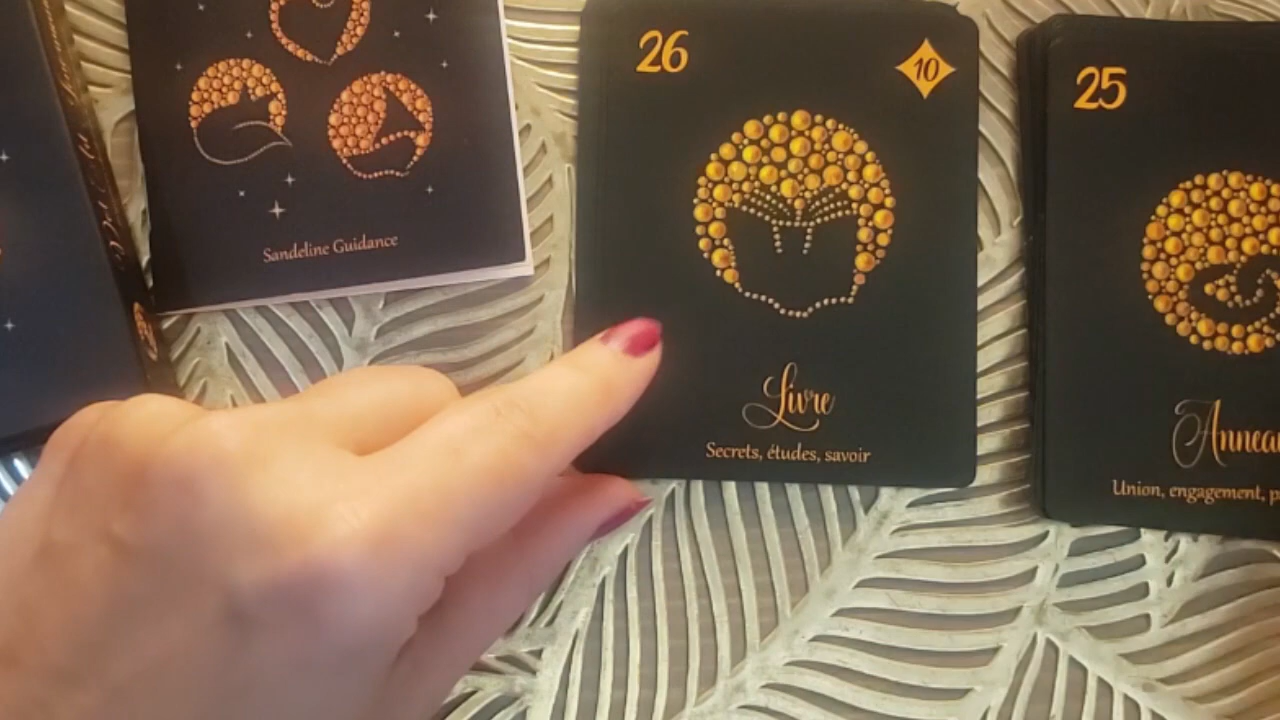 Sandeline Guidance
26
10
Livre
Secrets, études, savoir
25
Union, engagement,